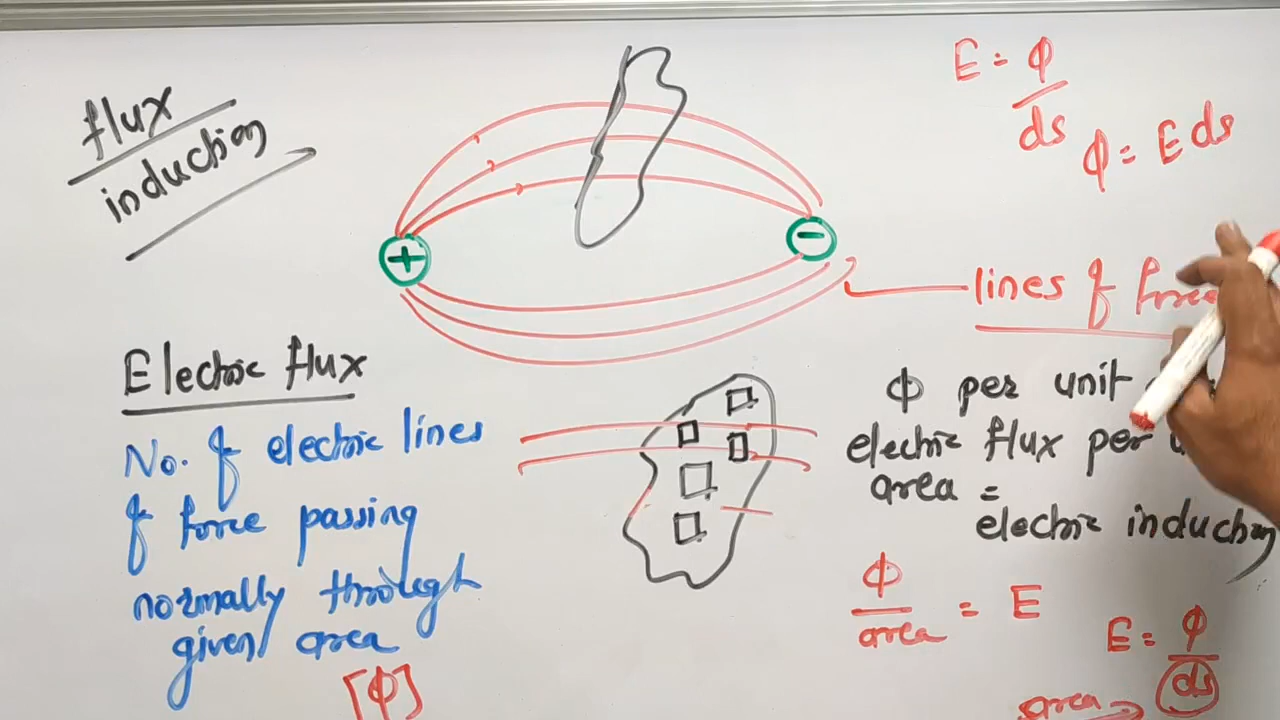 flux
induction
+
-
E = φ
ds
φ = E ds
lines of force
Electric flux
No. of electric lines
of force passing
normally through
given area
[φ]
φ per unit
electric flux per
area =
electric induction
φ
area
= E
E = φ
ds
area